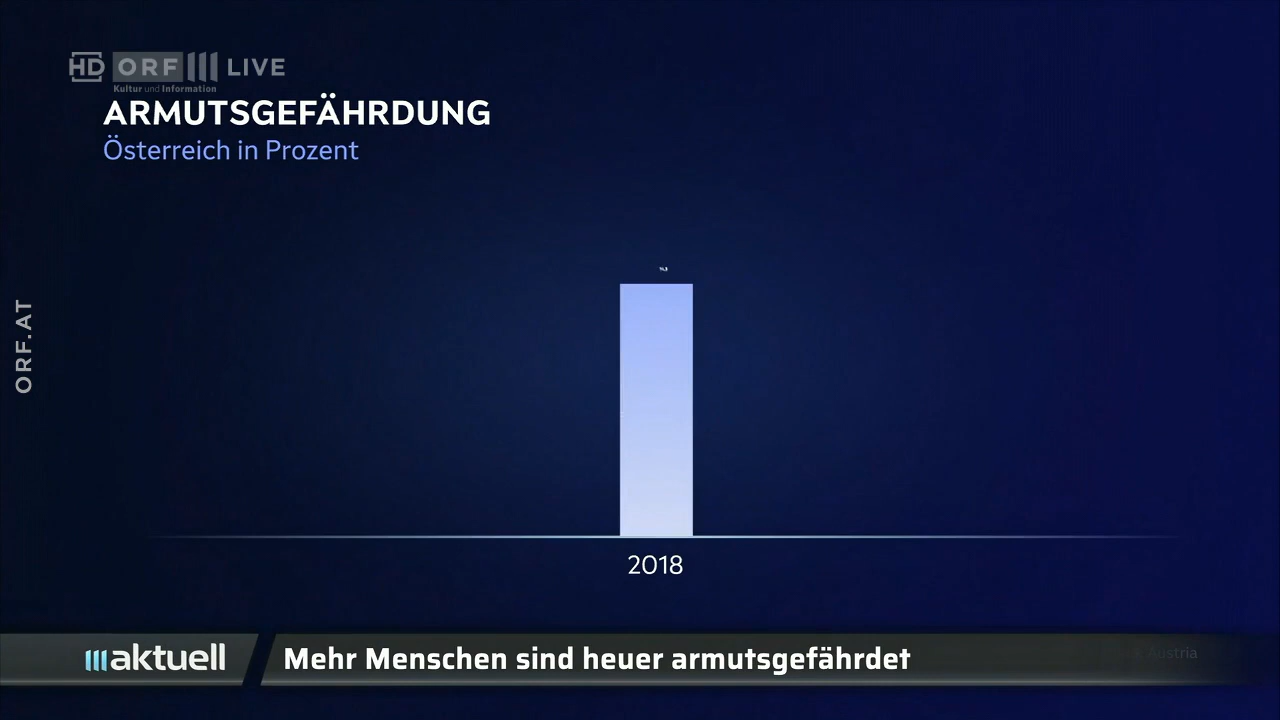 HD ORF III LIVE
Kultur und Information
ARMUTSGEFÄHRDUNG
Österreich in Prozent
ORF.AT
2018
III aktuell
Mehr Menschen sind heuer armutsgefährdet
Austria